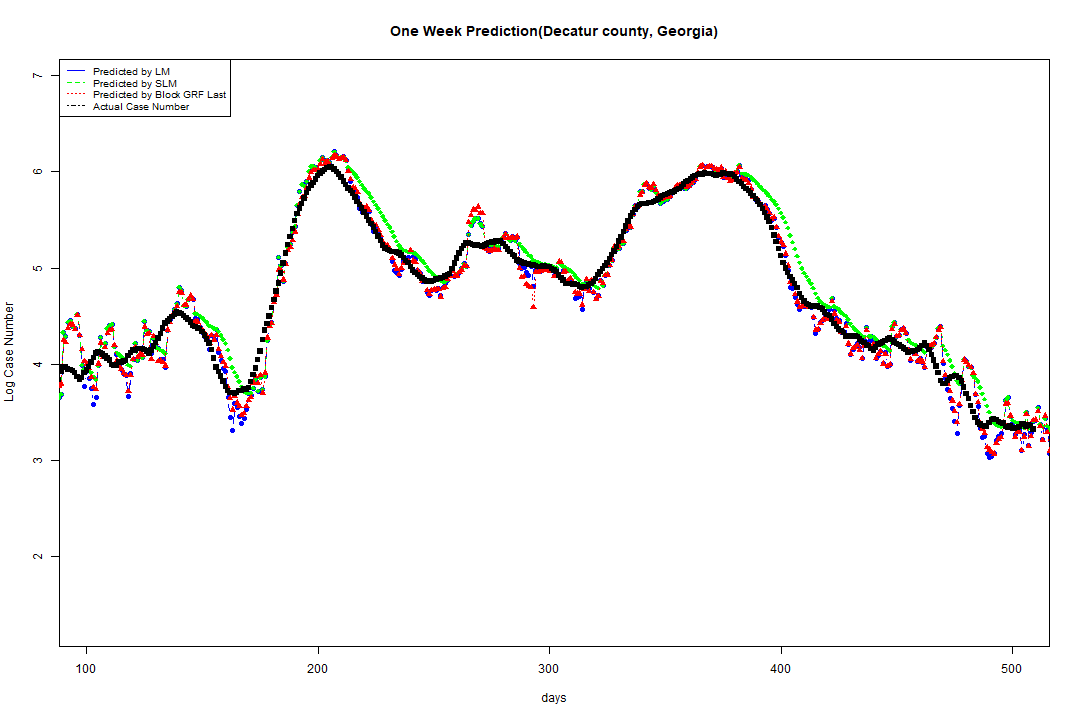 One Week Prediction(Decatur county, Georgia)
Predicted by LM
Predicted by SLM
Predicted by Block GRF Last
Actual Case Number
7
6
5
4
3
2
Log Case Number
100 200 300 400 500
days